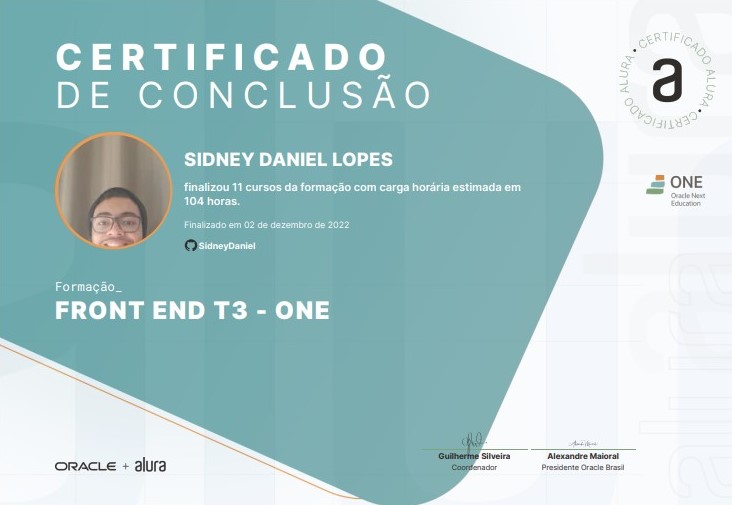 CERTIFICADO
DE CONCLUSÃO
a
CERTIFICADO ALURA • CERTIFICADO ALURA •
SIDNEY DANIEL LOPES
finalizou 11 cursos da formação com carga horária estimada em
104 horas.
Finalizado em 02 de dezembro de 2022
SidneyDaniel
ONE
Oracle Next
Education
Formação_
FRONT END T3 - ONE
ORACLE + alura
Guilherme Silveira
Coordenador
Alexandre Maioral
Presidente Oracle Brasil
alura